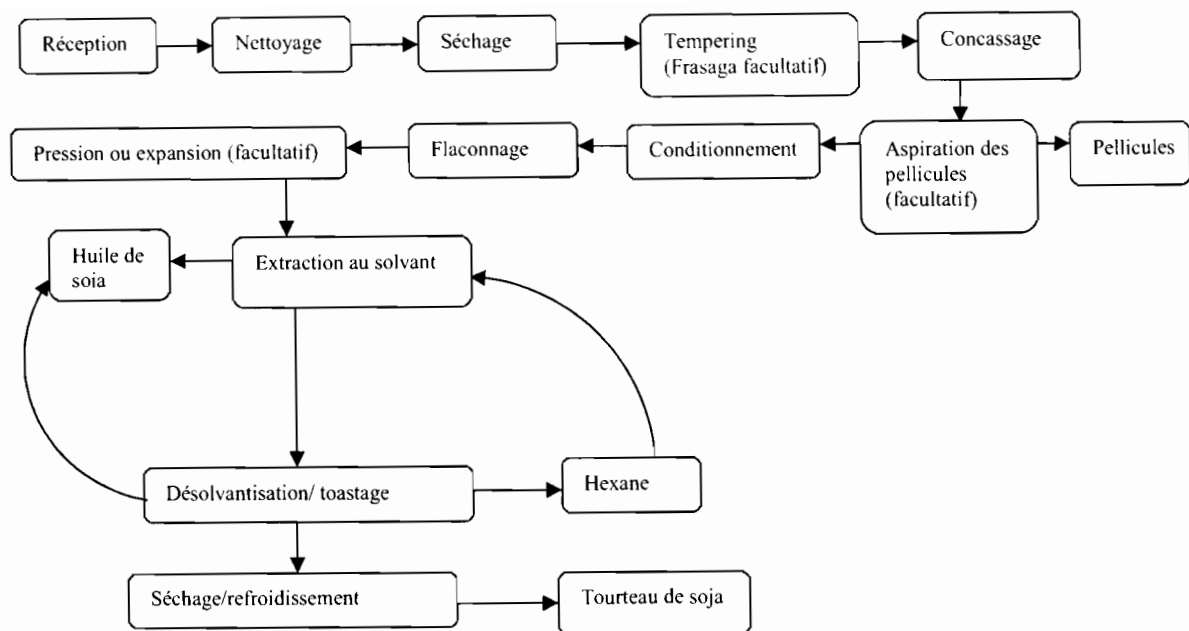 Réception
Nettoyage
Séchage
Tempering
(Frasaga facultatif)
Concassage
Pression ou expansion (facultatif)
Flaconnage
Conditionnement
Aspiration des
pellicules
(facultatif)
Pellicules
Huile de
soia
Extraction au solvant
Désolvantisation/ toastage
Hexane
Séchage/refroidissement
Tourteau de soja